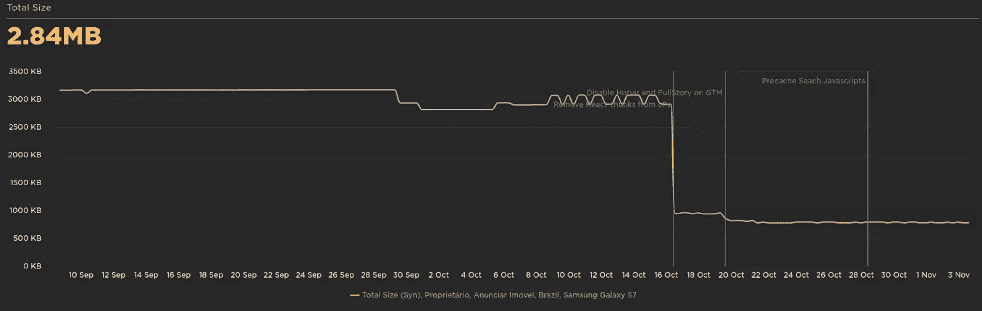 Total Size
2.84MB
3500 KB
3000 KB
2500 KB
2000 KB
1500 KB
1000 KB
500 KB
0 KB
Precache Seach Javascripts
Disable Hotjar and FullStory on GTM
Remove React chunks from
10 Sep 12 Sep 14 Sep 16 Sep 18 Sep 20 Sep 22 Sep 24 Sep 26 Sep 28 Sep 30 Sep 2 Oct 4 Oct 6 Oct 8 Oct 10 Oct 12 Oct 14 Oct 16 Oct 18 Oct 20 Oct 22 Oct 24 Oct 26 Oct 28 Oct 30 Oct 1 Nov 3 Nov
Total Size (Syn), Proprietário, Anunciar Imóvel, Brazil, Samsung Galaxy S7